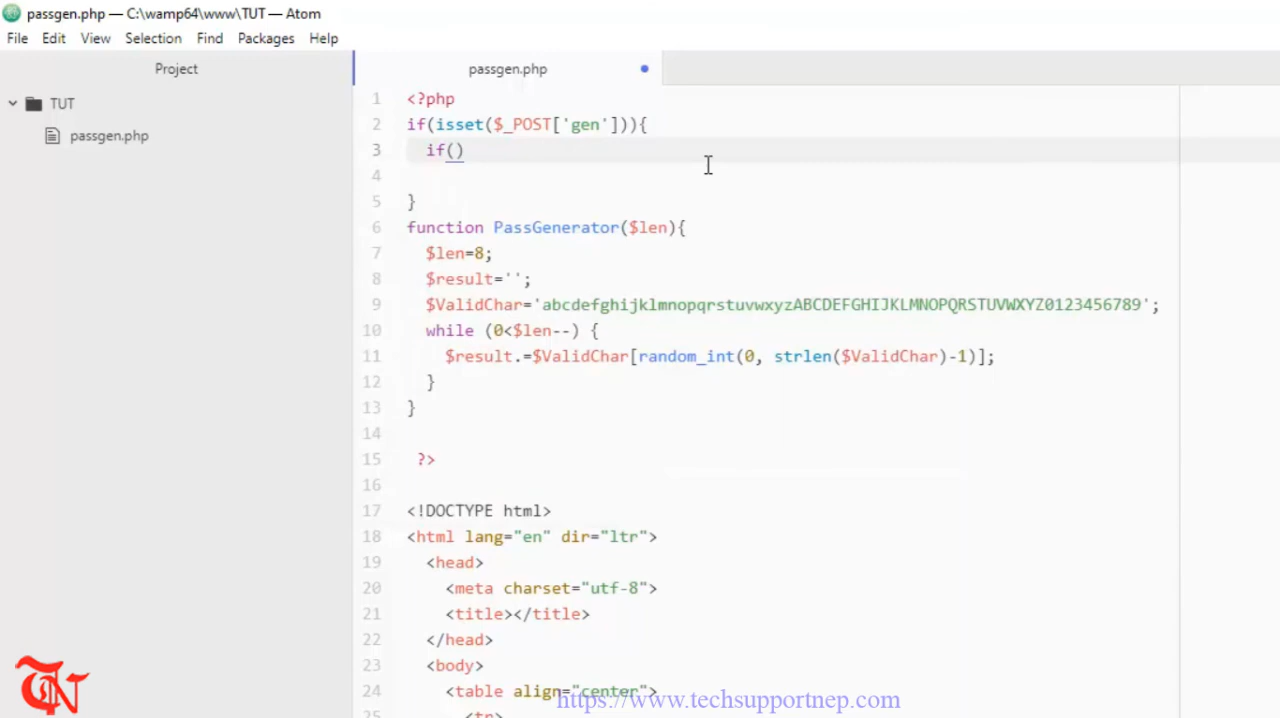 passgen.php — C:\wamp64\www\TUT — Atom
File Edit View Selection Find Packages Help
Project
passgen.php
TUT
passgen.php
1 <?php
2 if(isset($_POST['gen'])){
3 if()
4
5 }
6 function PassGenerator($len){
7 $len=8;
8 $result='';
9 $ValidChar='abcdefghijklmnopqrstuvwxyzABCDEFGHIJKLMNOPQRSTUVWXYZ0123456789';
10 while (0<$len--) {
11 $result.=$ValidChar[random_int(0, strlen($ValidChar)-1)];
12 }
13 }
14
15 ?>
16
17 <!DOCTYPE html>
18 <html lang="en" dir="ltr">
19 <head>
20 <meta charset="utf-8">
21 <title></title>
22 </head>
23 <body>
24 <table align="center">
25 <tr>
TN
https://www.techsupportnep.com